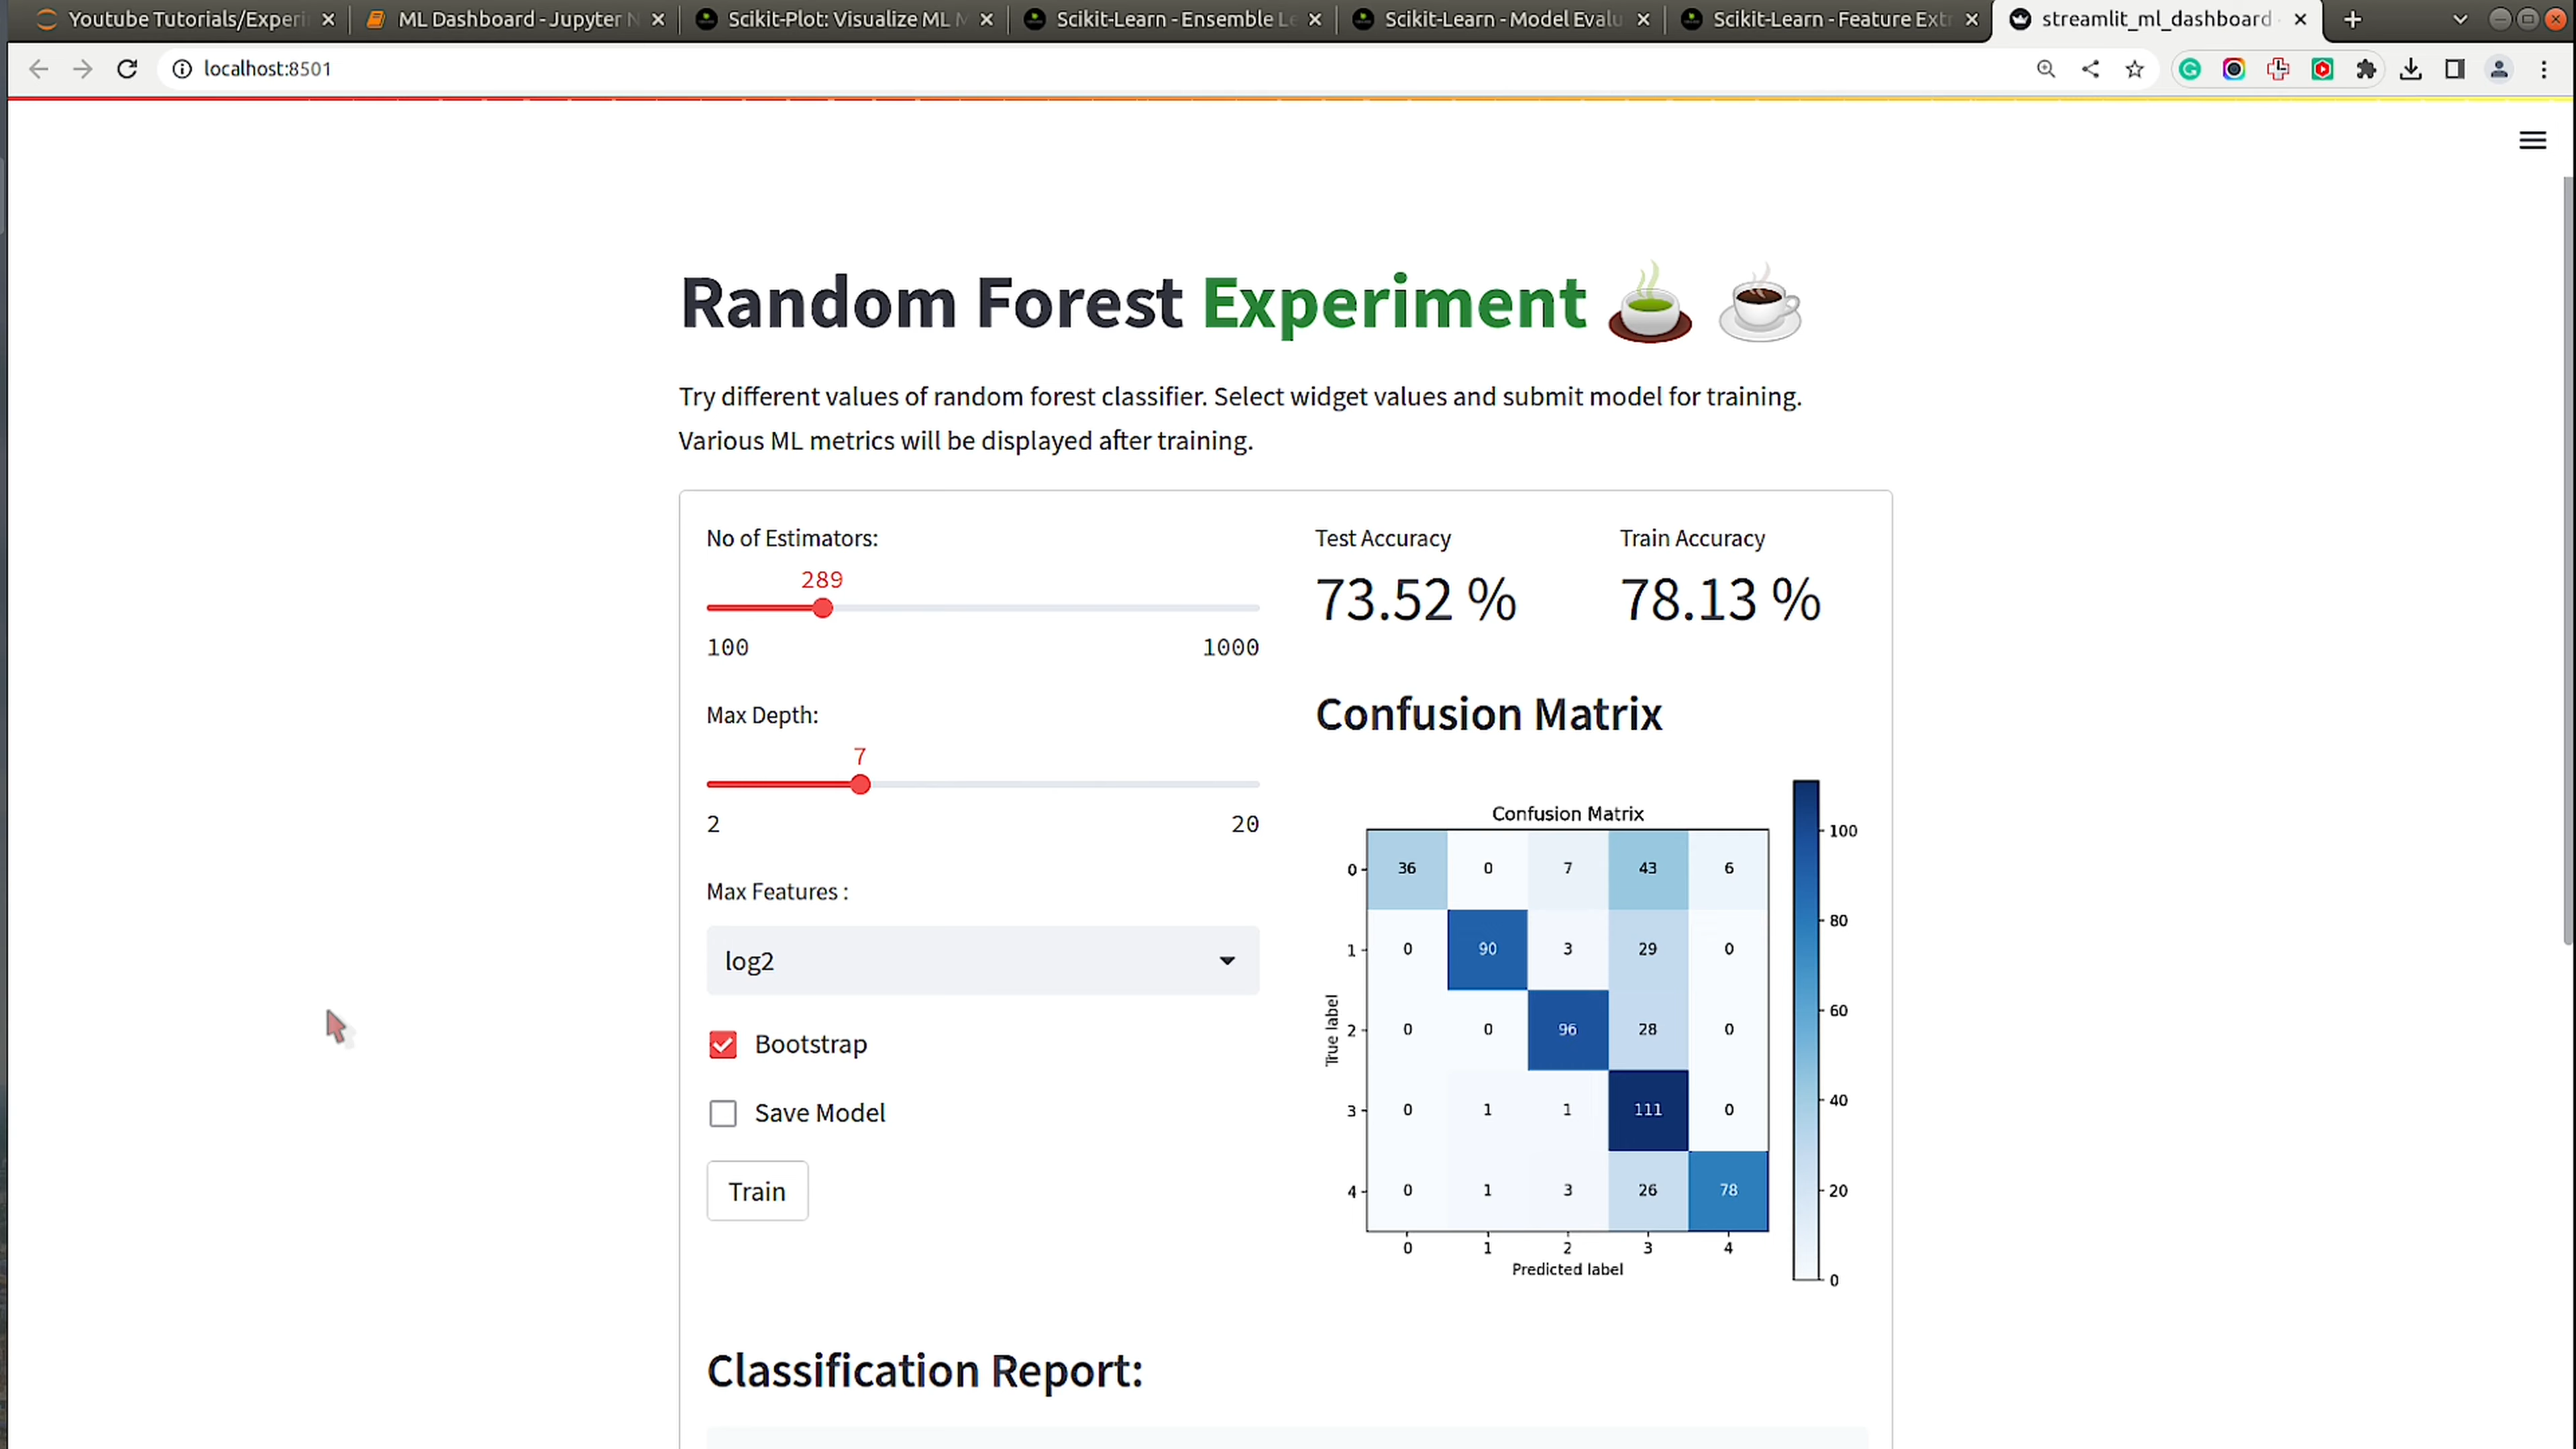 Youtube Tutorials/Experi
ML Dashboard - Jupyter N
Scikit-Plot: Visualize ML M
Scikit-Learn - Ensemble Le
Scikit-Learn - Model Evalu
Scikit-Learn - Feature Extr
streamlit_ml_dashboard
localhost:8501
Random Forest Experiment
Try different values of random forest classifier. Select widget values and submit model for training.
Various ML metrics will be displayed after training.
No of Estimators:
289
100 1000
Max Depth:
7
2 20
Max Features :
log2
Bootstrap
Save Model
Train
Test Accuracy
73.52 %
Train Accuracy
78.13 %
Confusion Matrix
Confusion Matrix
0 36 0 7 43 6
1 0 90 3 29 0
2 0 0 96 28 0
3 0 1 1 111 0
4 0 1 3 26 78
0 1 2 3 4
True label
Predicted label
100
80
60
40
20
0
Classification Report: